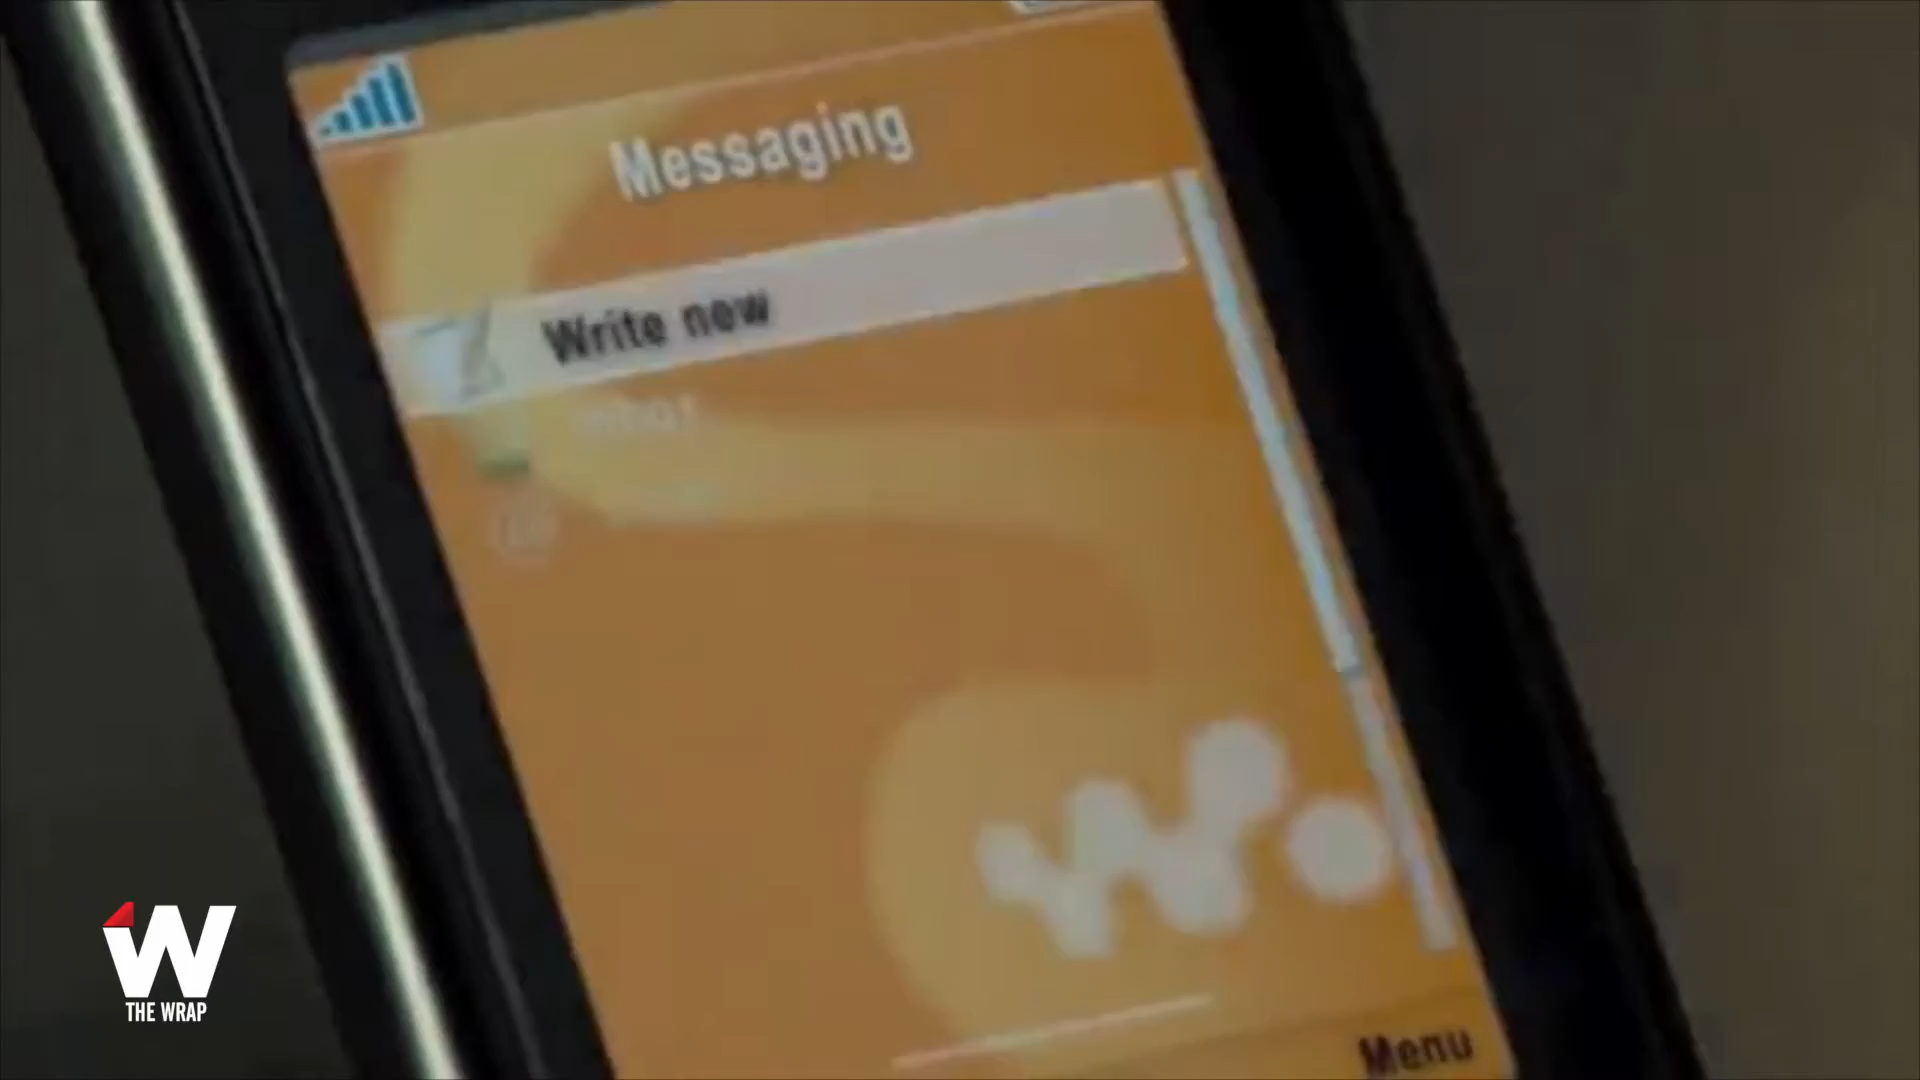 Messaging
Write new
Menu
W
THE WRAP